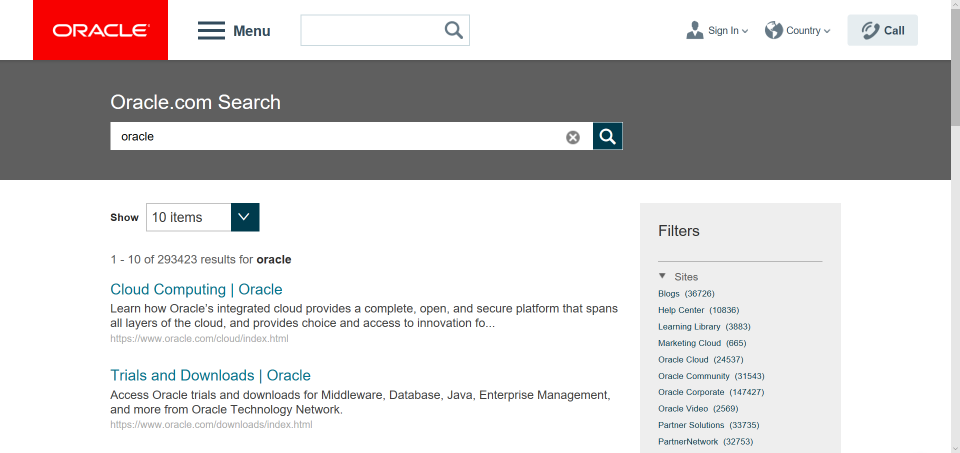 ORACLE
Menu
Sign In
Country
Call
Oracle.com Search
oracle
Show
10 items
1 - 10 of 293423 results for oracle
Cloud Computing | Oracle
Learn how Oracle's integrated cloud provides a complete, open, and secure platform that spans
all layers of the cloud, and provides choice and access to innovation fo...
https://www.oracle.com/cloud/index.html
Trials and Downloads | Oracle
Access Oracle trials and downloads for Middleware, Database, Java, Enterprise Management,
and more from Oracle Technology Network.
https://www.oracle.com/downloads/index.html
Filters
Sites
Blogs (36726)
Help Center (10836)
Learning Library (3883)
Marketing Cloud (665)
Oracle Cloud (24537)
Oracle Community (31543)
Oracle Corporate (147427)
Oracle Video (2569)
Partner Solutions (33735)
PartnerNetwork (32753)